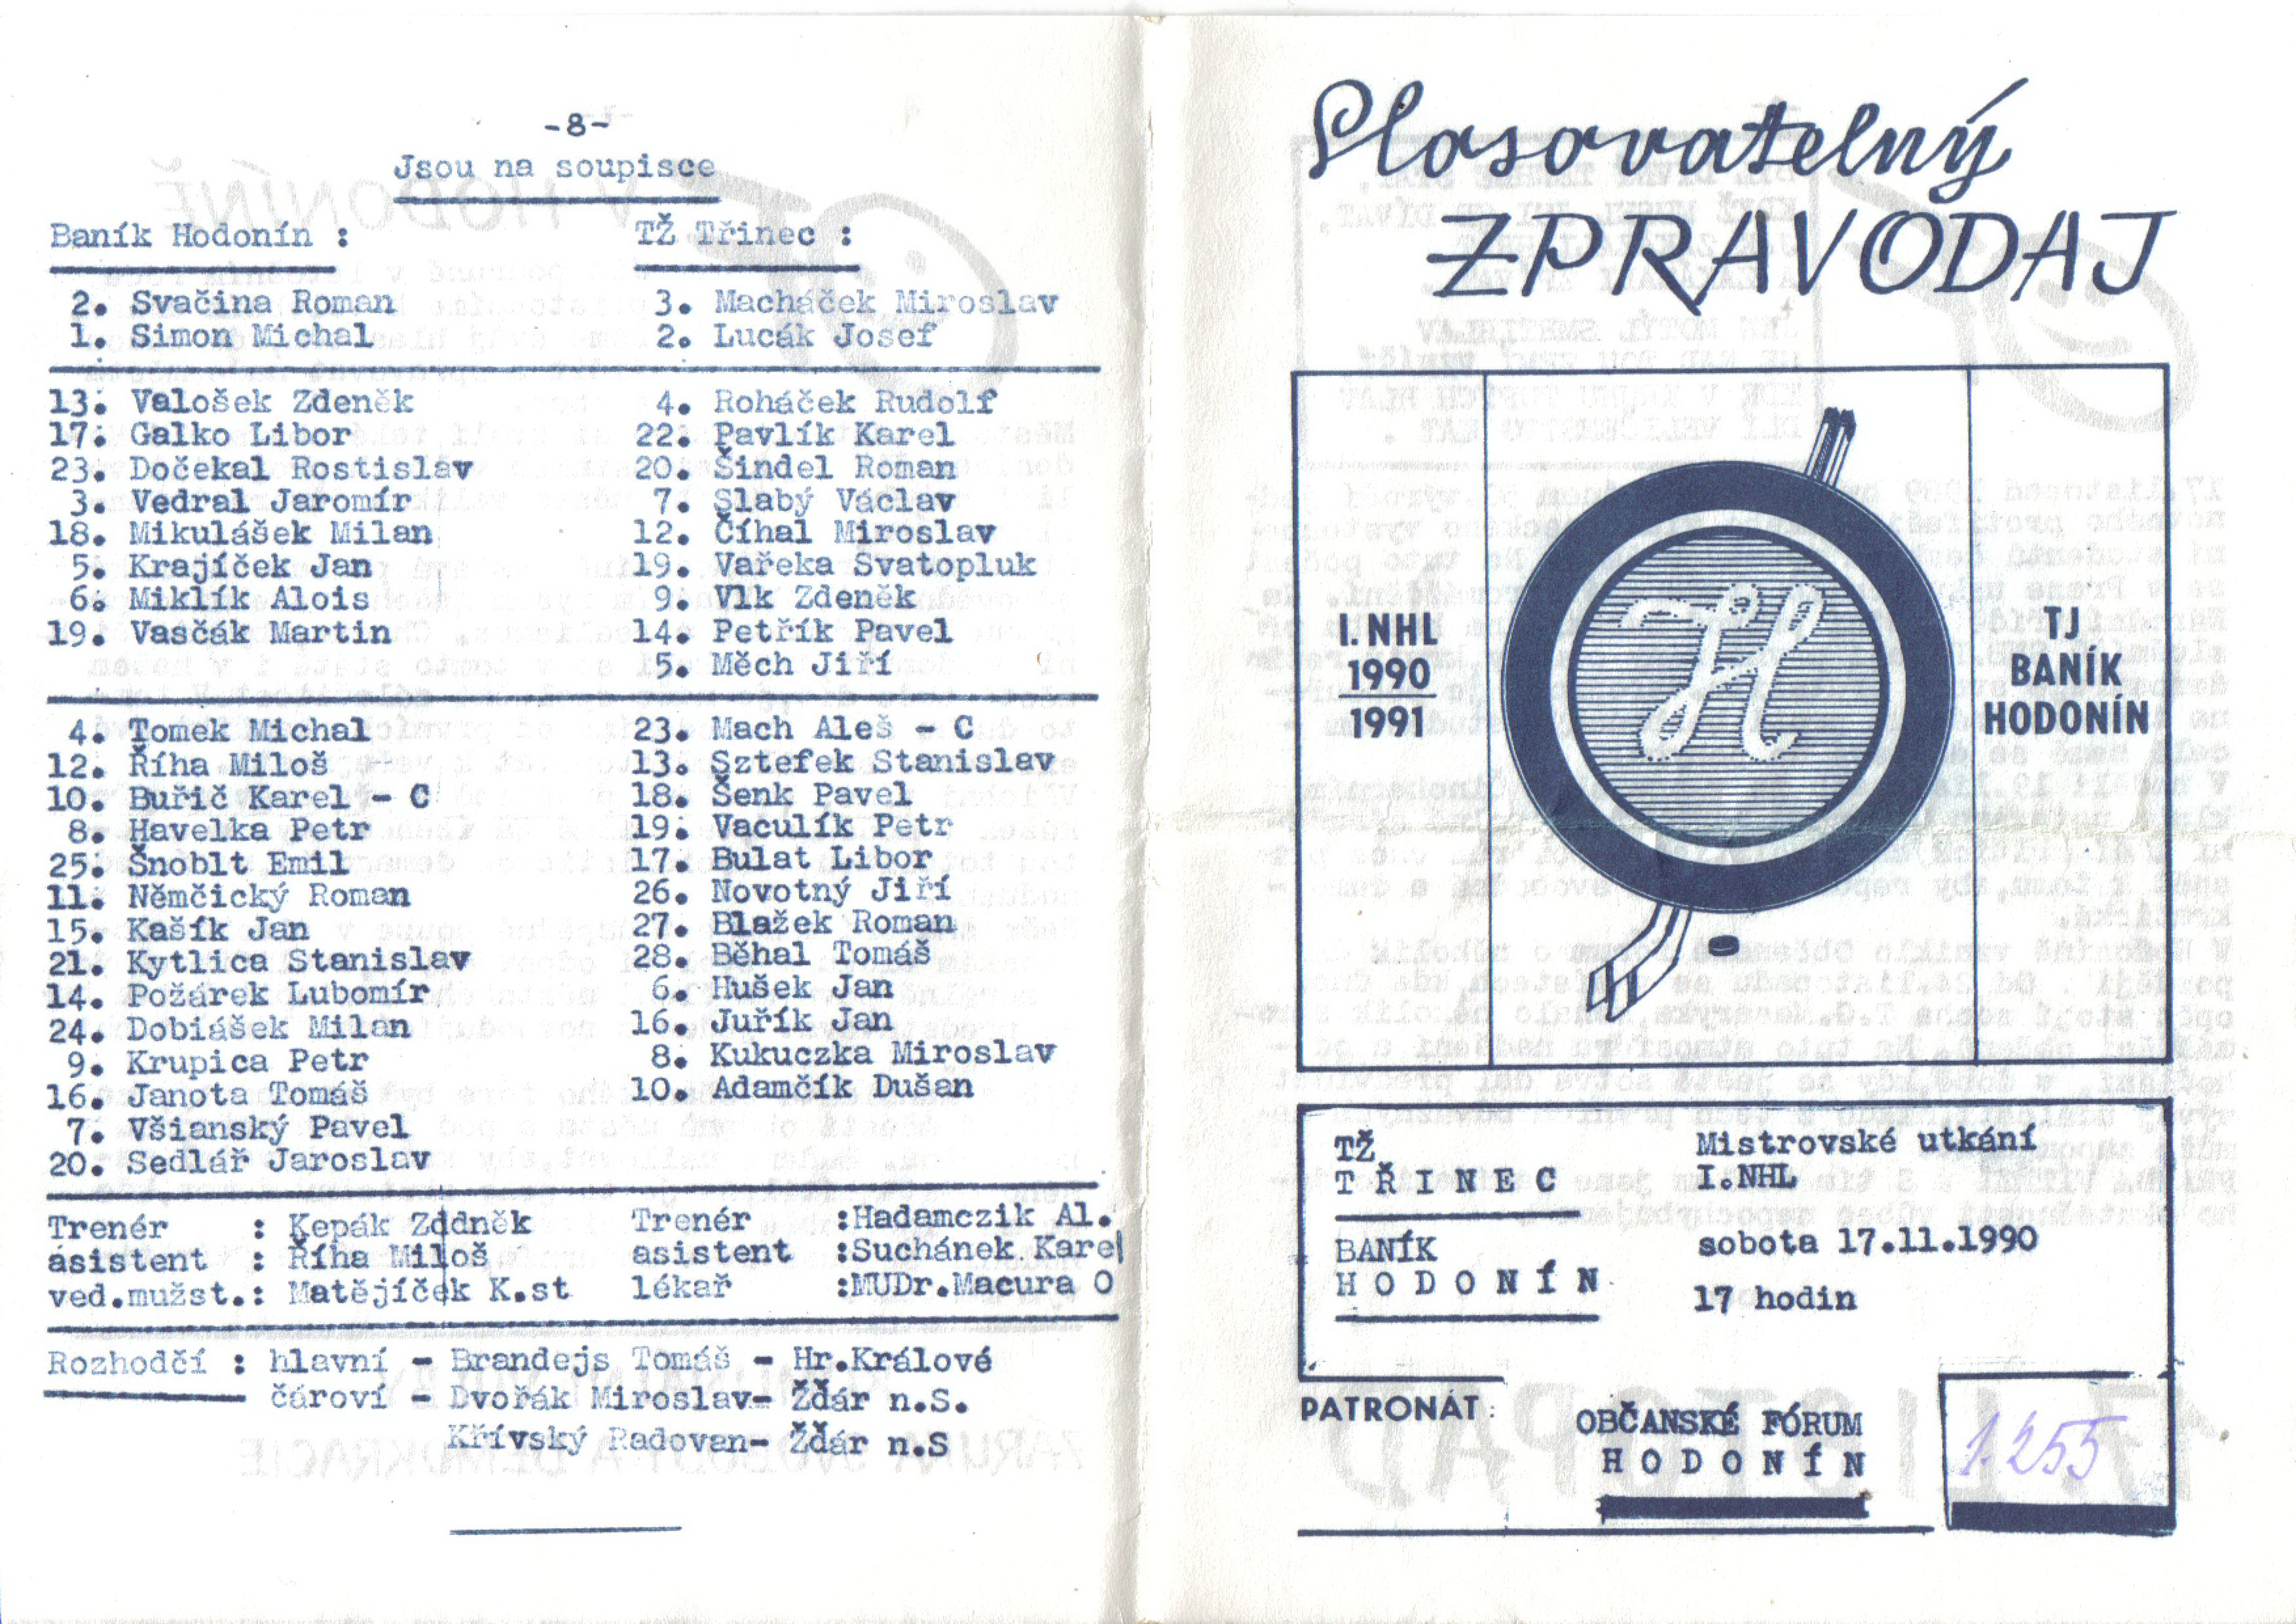 -8-
Jsou na soupisce
Baník Hodonín :
2. Svačina Roman
1. Simon Michal
13. Valošek Zdeněk
17. Galko Libor
23. Dočekal Rostislav
3. Vedral Jaromír
18. Mikulášek Milan
5. Krajíček Jan
6. Miklík Alois
19. Vasčák Martin
4. Tomek Michal
12. Říha Miloš
10. Buřič Karel - C
8. Havelka Petr
25. Šnoblt Emil
11. Němčický Roman
15. Kašík Jan
21. Kytlica Stanislav
14. Požárek Lubomír
24. Dobiášek Milan
9. Krupica Petr
16. Janota Tomáš
7. Všianský Pavel
20. Sedlář Jaroslav
Trenér : Kepák Zddněk
asistent : Říha Miloš
ved.mužst.: Matějíček K.st
TŽ Třinec :
3. Macháček Miroslav
2. Lucák Josef
4. Roháček Rudolf
22. Pavlík Karel
20. Šindel Roman
7. Slabý Václav
12. Číhal Miroslav
19. Vařeka Svatopluk
9. Vlk Zdeněk
14. Petřík Pavel
5. Měch Jiří
23. Mach Aleš - C
13. Sztefek Stanislav
18. Šenk Pavel
19. Vaculík Petr
17. Bulat Libor
26. Novotný Jiří
27. Blažek Roman
28. Běhal Tomáš
6. Hušek Jan
16. Juřík Jan
8. Kukuczka Miroslav
10. Adamčík Dušan
Trenér :Hadamczik Al.
asistent :Suchánek Karel
lékař :MUDr.Macura O
Rozhodčí : hlavní - Brandejs Tomáš - Hr.Králové
čároví - Dvořák Miroslav- Žďár n.S.
Křívský Radovan- Žďár n.S
Slosovatelný
ZPRAVODAJ
I.NHL
1990
1991
H
TJ
BANÍK
HODONÍN
TŽ
TŘINEC
BANÍK
HODONÍN
Mistrovské utkání
I.NHL
sobota 17.11.1990
17 hodin
PATRONÁT :
OBČANSKÉ FÓRUM
HODONÍN
1.255